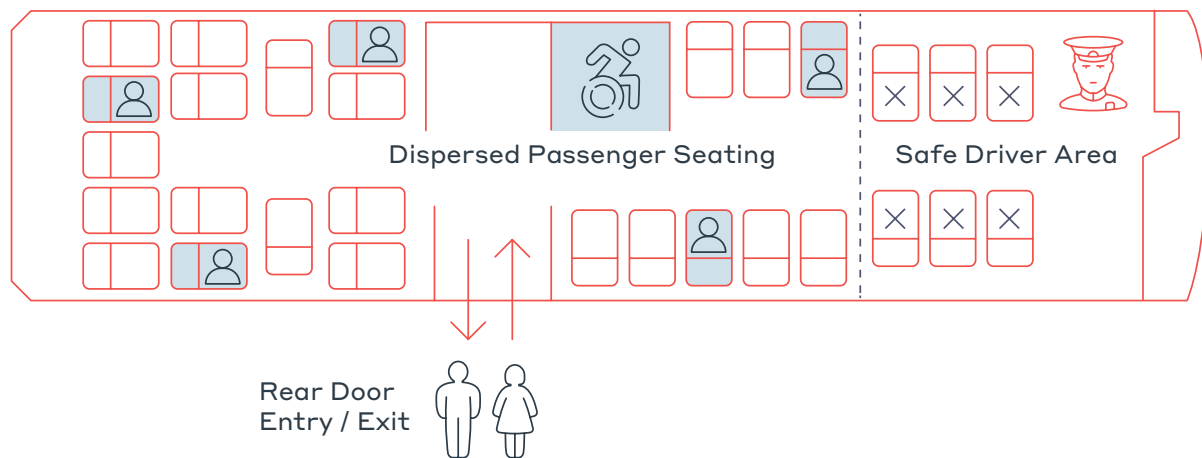 Dispersed Passenger Seating
Safe Driver Area
Rear Door
Entry / Exit